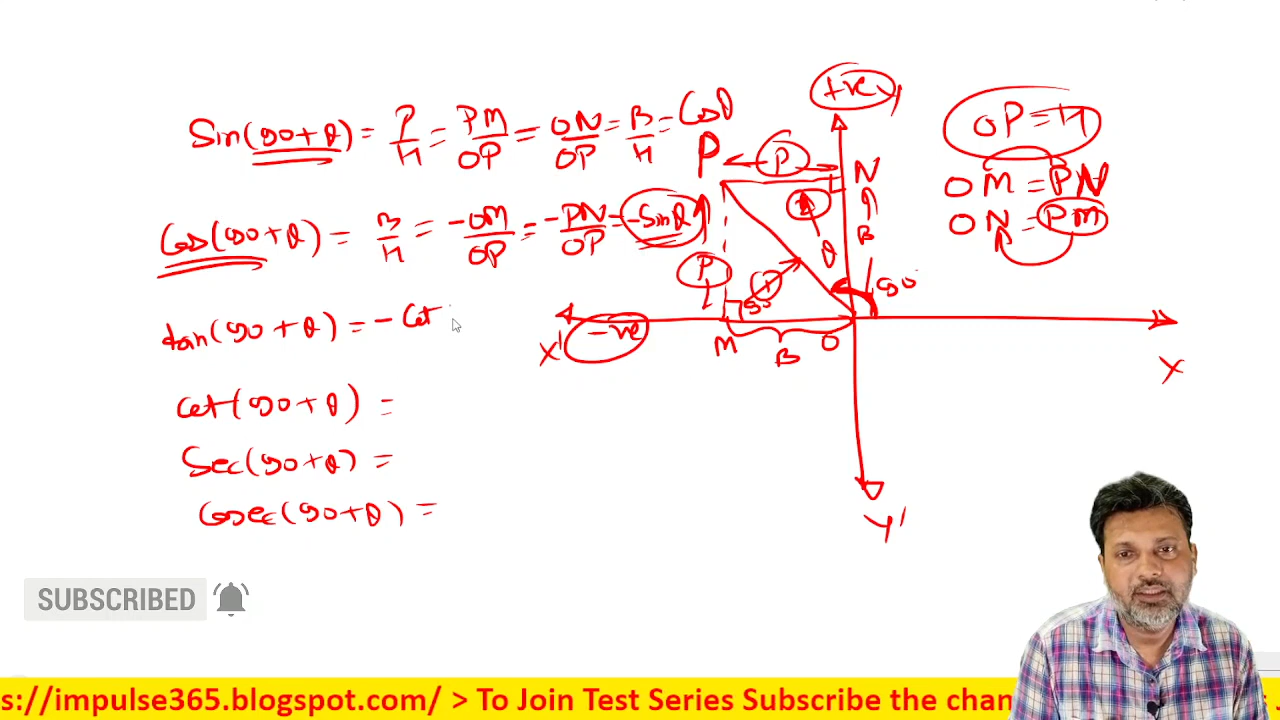 Sin(90+θ) = P/H = PM/OP = ON/OP = B/H = Cosθ
Cos(90+θ) = B/H = -OM/OP = -PN/OP = -Sinθ
tan(90+θ) = - Cot
Cot(90+θ) =
Sec(90+θ) =
Cosec(90+θ) =
+ve y
P
P
N
θ
B
P
90
90°
-ve
X'
M
B
O
X
Y'
OP = H
OM = PN
ON = PM
SUBSCRIBED
s://impulse365.blogspot.com/ > To Join Test Series Subscribe the chan